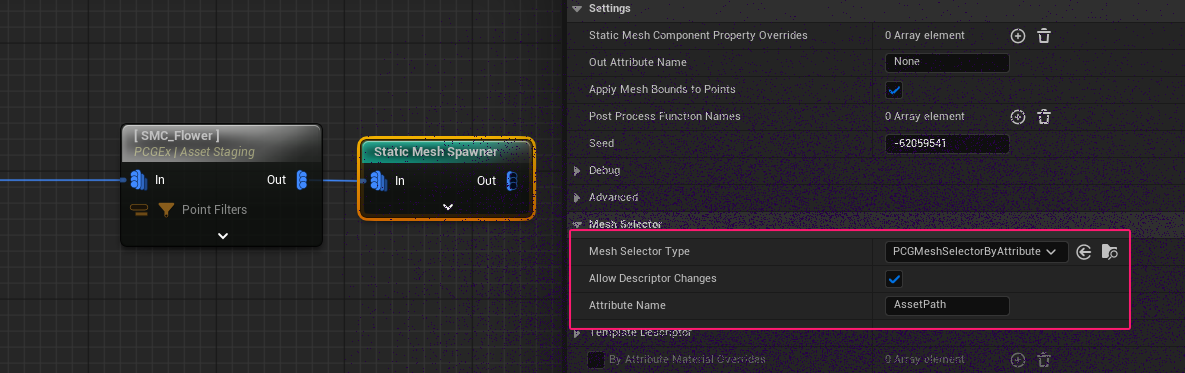 [ SMC_Flower ]
PCGEx | Asset Staging
In
Out
Point Filters
Static Mesh Spawner
In
Out
Settings
Static Mesh Component Property Overrides
0 Array element
Out Attribute Name
None
Apply Mesh Bounds to Points
Post Process Function Names
0 Array element
Seed
-62059541
Debug
Advanced
Mesh Selector
Mesh Selector Type
PCGMeshSelectorByAttribute
Allow Descriptor Changes
Attribute Name
AssetPath
Template Descriptor
By Attribute Material Overrides
0 Array element